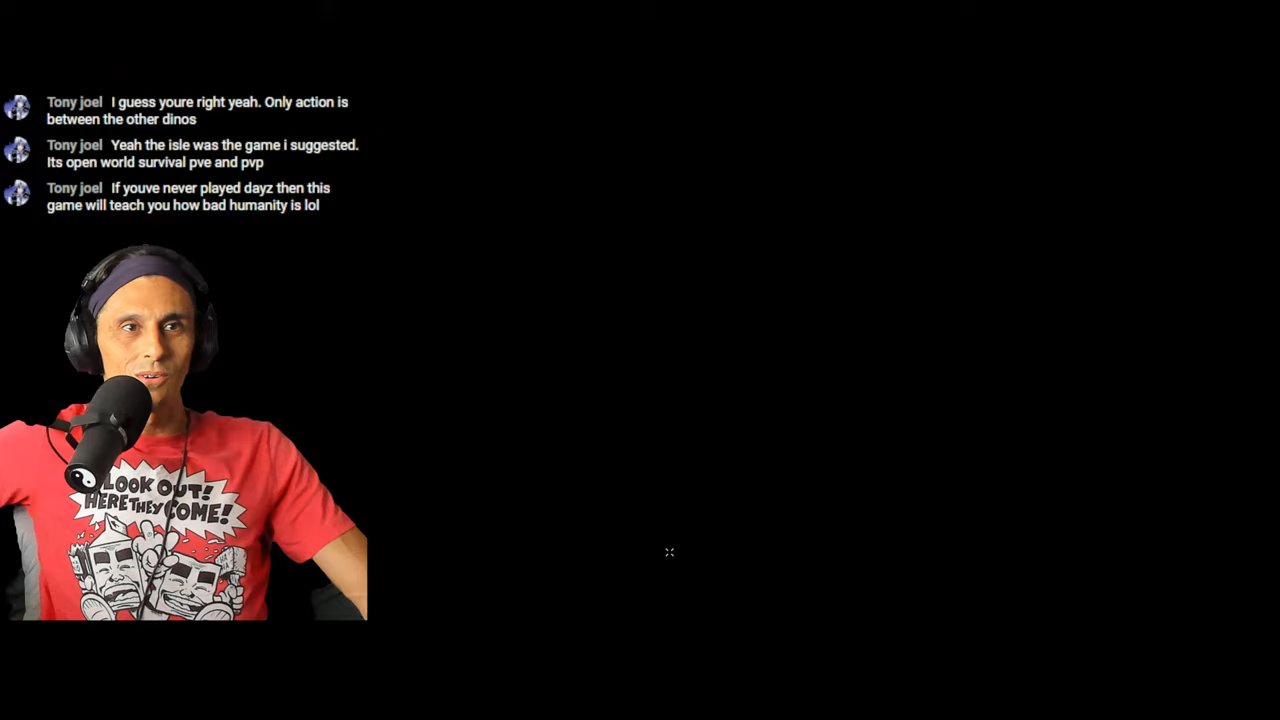 Tony joel I guess youre right yeah. Only action is
between the other dinos
Tony joel Yeah the isle was the game i suggested.
Its open world survival pve and pvp
Tony joel If youve never played dayz then this
game will teach you how bad humanity is lol
LOOK OUT!
HERE THEY COME!